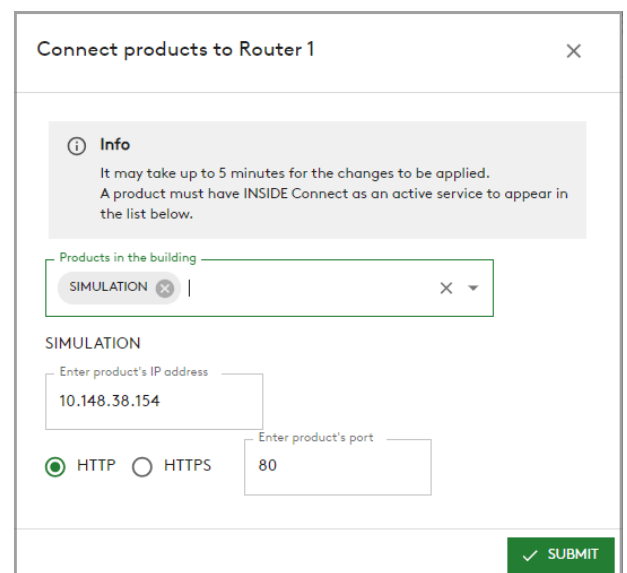 Connect products to Router 1
Info
It may take up to 5 minutes for the changes to be applied.
A product must have INSIDE Connect as an active service to appear in
the list below.
Products in the building
SIMULATION
SIMULATION
Enter product's IP address
10.148.38.154
Enter product's port
HTTP HTTPS 80
SUBMIT